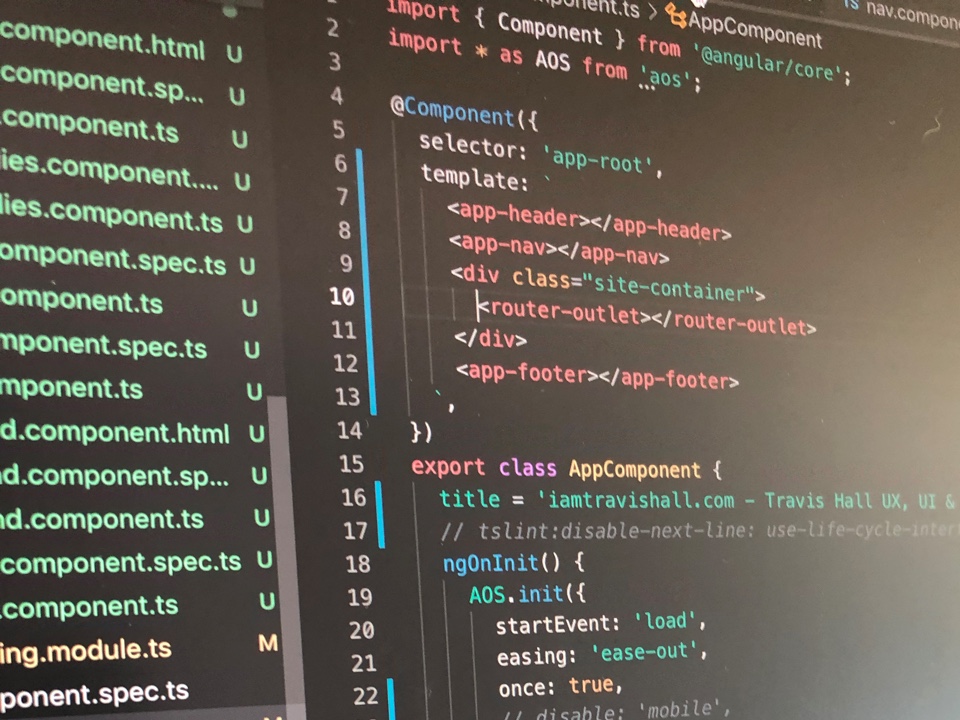 ponent.ts > AppComponent
TS nav.compon
component.html U
component.sp... U
.component.ts U
ies.component.... U
lies.component.ts U
omponent.spec.ts U
omponent.ts U
mponent.spec.ts U
mponent.ts U
d.component.html U
d.component.sp... U
nd.component.ts U
component.spec.ts U
.component.ts U
ing.module.ts M
ponent.spec.ts
import { Component } from '@angular/core';
2 import * as AOS from 'aos';
3
4 @Component({
5 selector: 'app-root',
6 template: `
7 <app-header></app-header>
8 <app-nav></app-nav>
9 <div class="site-container">
10 <router-outlet></router-outlet>
11 </div>
12 <app-footer></app-footer>
13 `,
14 })
15 export class AppComponent {
16 title = 'iamtravishall.com – Travis Hall UX, UI &
17 // tslint:disable-next-line: use-life-cycle-inter
18 ngOnInit() {
19 AOS.init({
20 startEvent: 'load',
21 easing: 'ease-out',
22 once: true,
// disable: 'mobile',